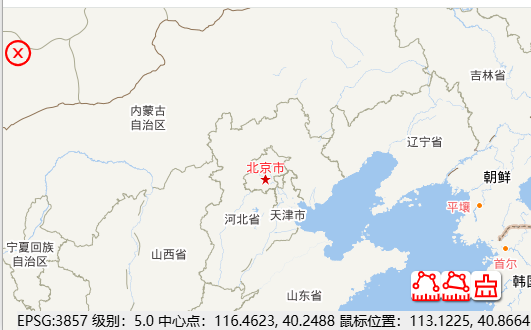 吉林省
内蒙古
自治区
辽宁省
北京市
朝鲜
平壤
河北省
天津市
宁夏回族
自治区
山西省
首尔
韩国
山东省
EPSG:3857 级别：5.0 中心点：116.4623, 40.2488 鼠标位置：113.1225, 40.8664